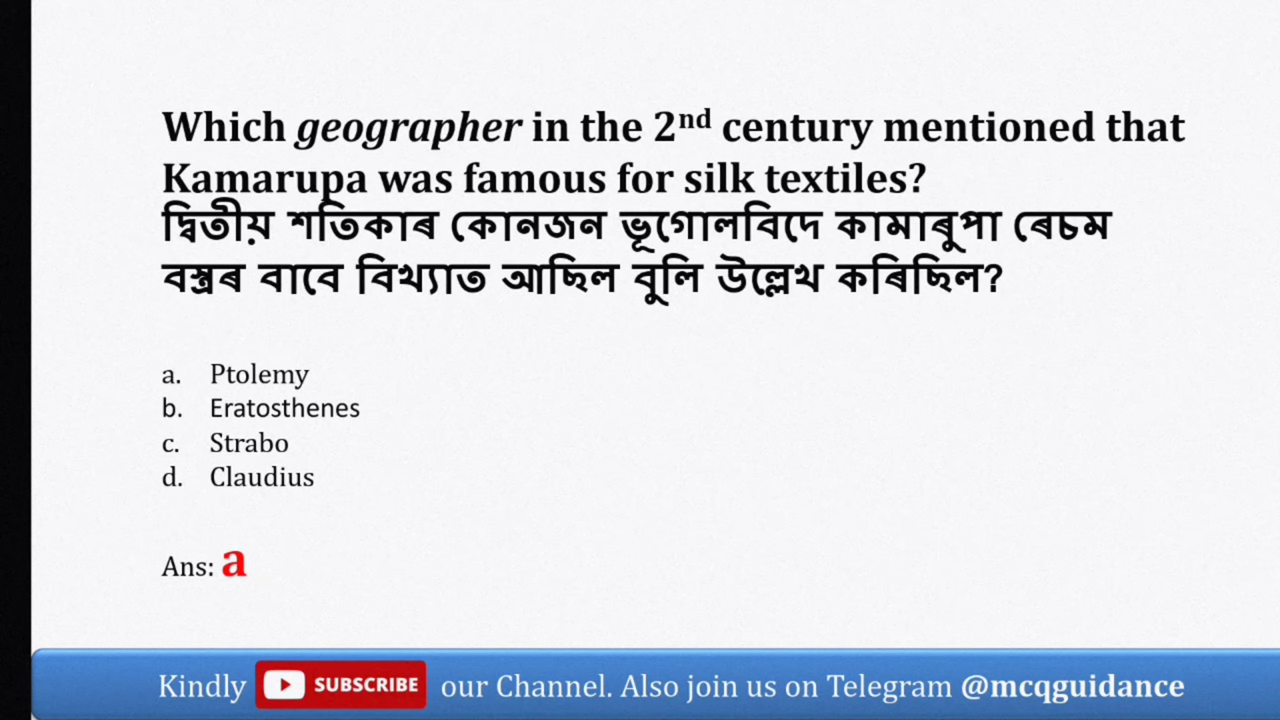 Which geographer in the 2nd century mentioned that
Kamarupa was famous for silk textiles?
দ্বিতীয় শতিকাৰ কোনজন ভূগোলবিদে কামাৰুপা ৰেচম
বস্ত্ৰৰ বাবে বিখ্যাত আছিল বুলি উল্লেখ কৰিছিল?
a. Ptolemy
b. Eratosthenes
c. Strabo
d. Claudius
Ans: a
Kindly SUBSCRIBE our Channel. Also join us on Telegram @mcqguidance